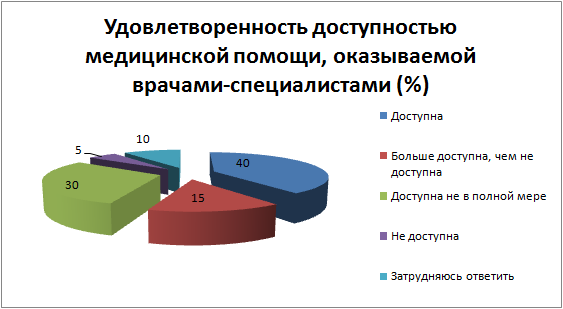 Удовлетворенность доступностью
медицинской помощи, оказываемой
врачами-специалистами (%)
Доступна
Больше доступна, чем не
доступна
Доступна не в полной мере
Не доступна
Затрудняюсь ответить
10
5
40
30
15